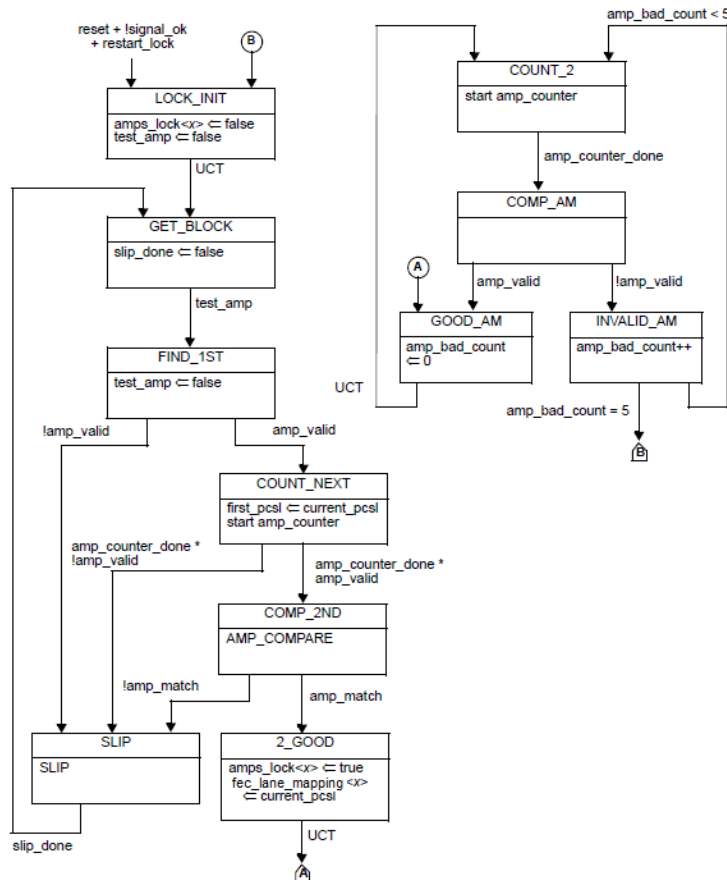 reset + !signal_ok
+ restart_lock
B
LOCK_INIT
amps_lock<x> ⇐ false
test_amp ⇐ false
UCT
GET_BLOCK
slip_done ⇐ false
test_amp
FIND_1ST
test_amp ⇐ false
!amp_valid
amp_valid
COUNT_NEXT
first_pcsl ⇐ current_pcsl
start amp_counter
amp_counter_done *
!amp_valid
amp_counter_done *
amp_valid
COMP_2ND
AMP_COMPARE
!amp_match
amp_match
SLIP
SLIP
slip_done
2_GOOD
amps_lock<x> ⇐ true
fec_lane_mapping <x>
⇐ current_pcsl
UCT
A
amp_bad_count < 5
COUNT_2
start amp_counter
amp_counter_done
COMP_AM
A
amp_valid
!amp_valid
GOOD_AM
amp_bad_count
⇐ 0
UCT
INVALID_AM
amp_bad_count++
amp_bad_count = 5
B